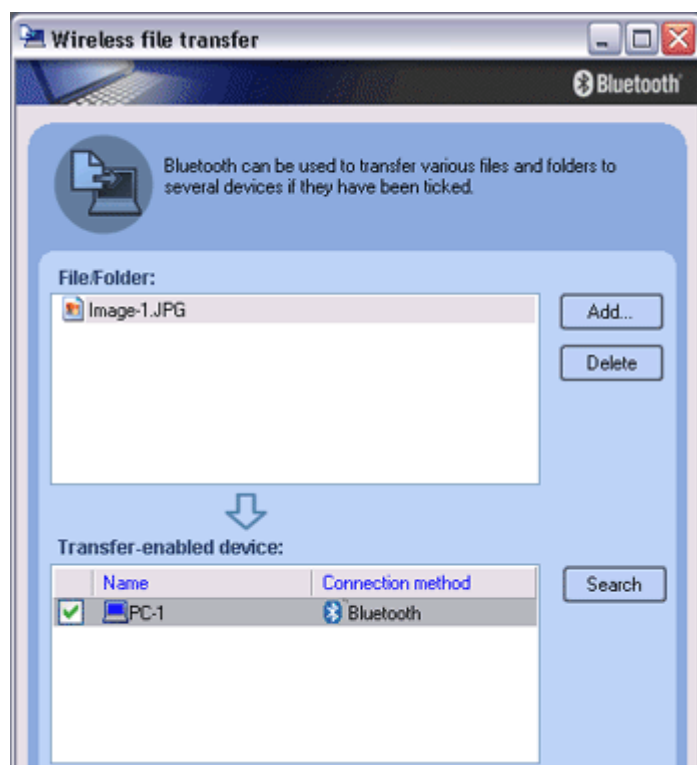 Wireless file transfer
Bluetooth
Bluetooth can be used to transfer various files and folders to
several devices if they have been ticked.
File/Folder:
Image-1.JPG
Add...
Delete
Transfer-enabled device:
Name Connection method
Search
PC-1 Bluetooth